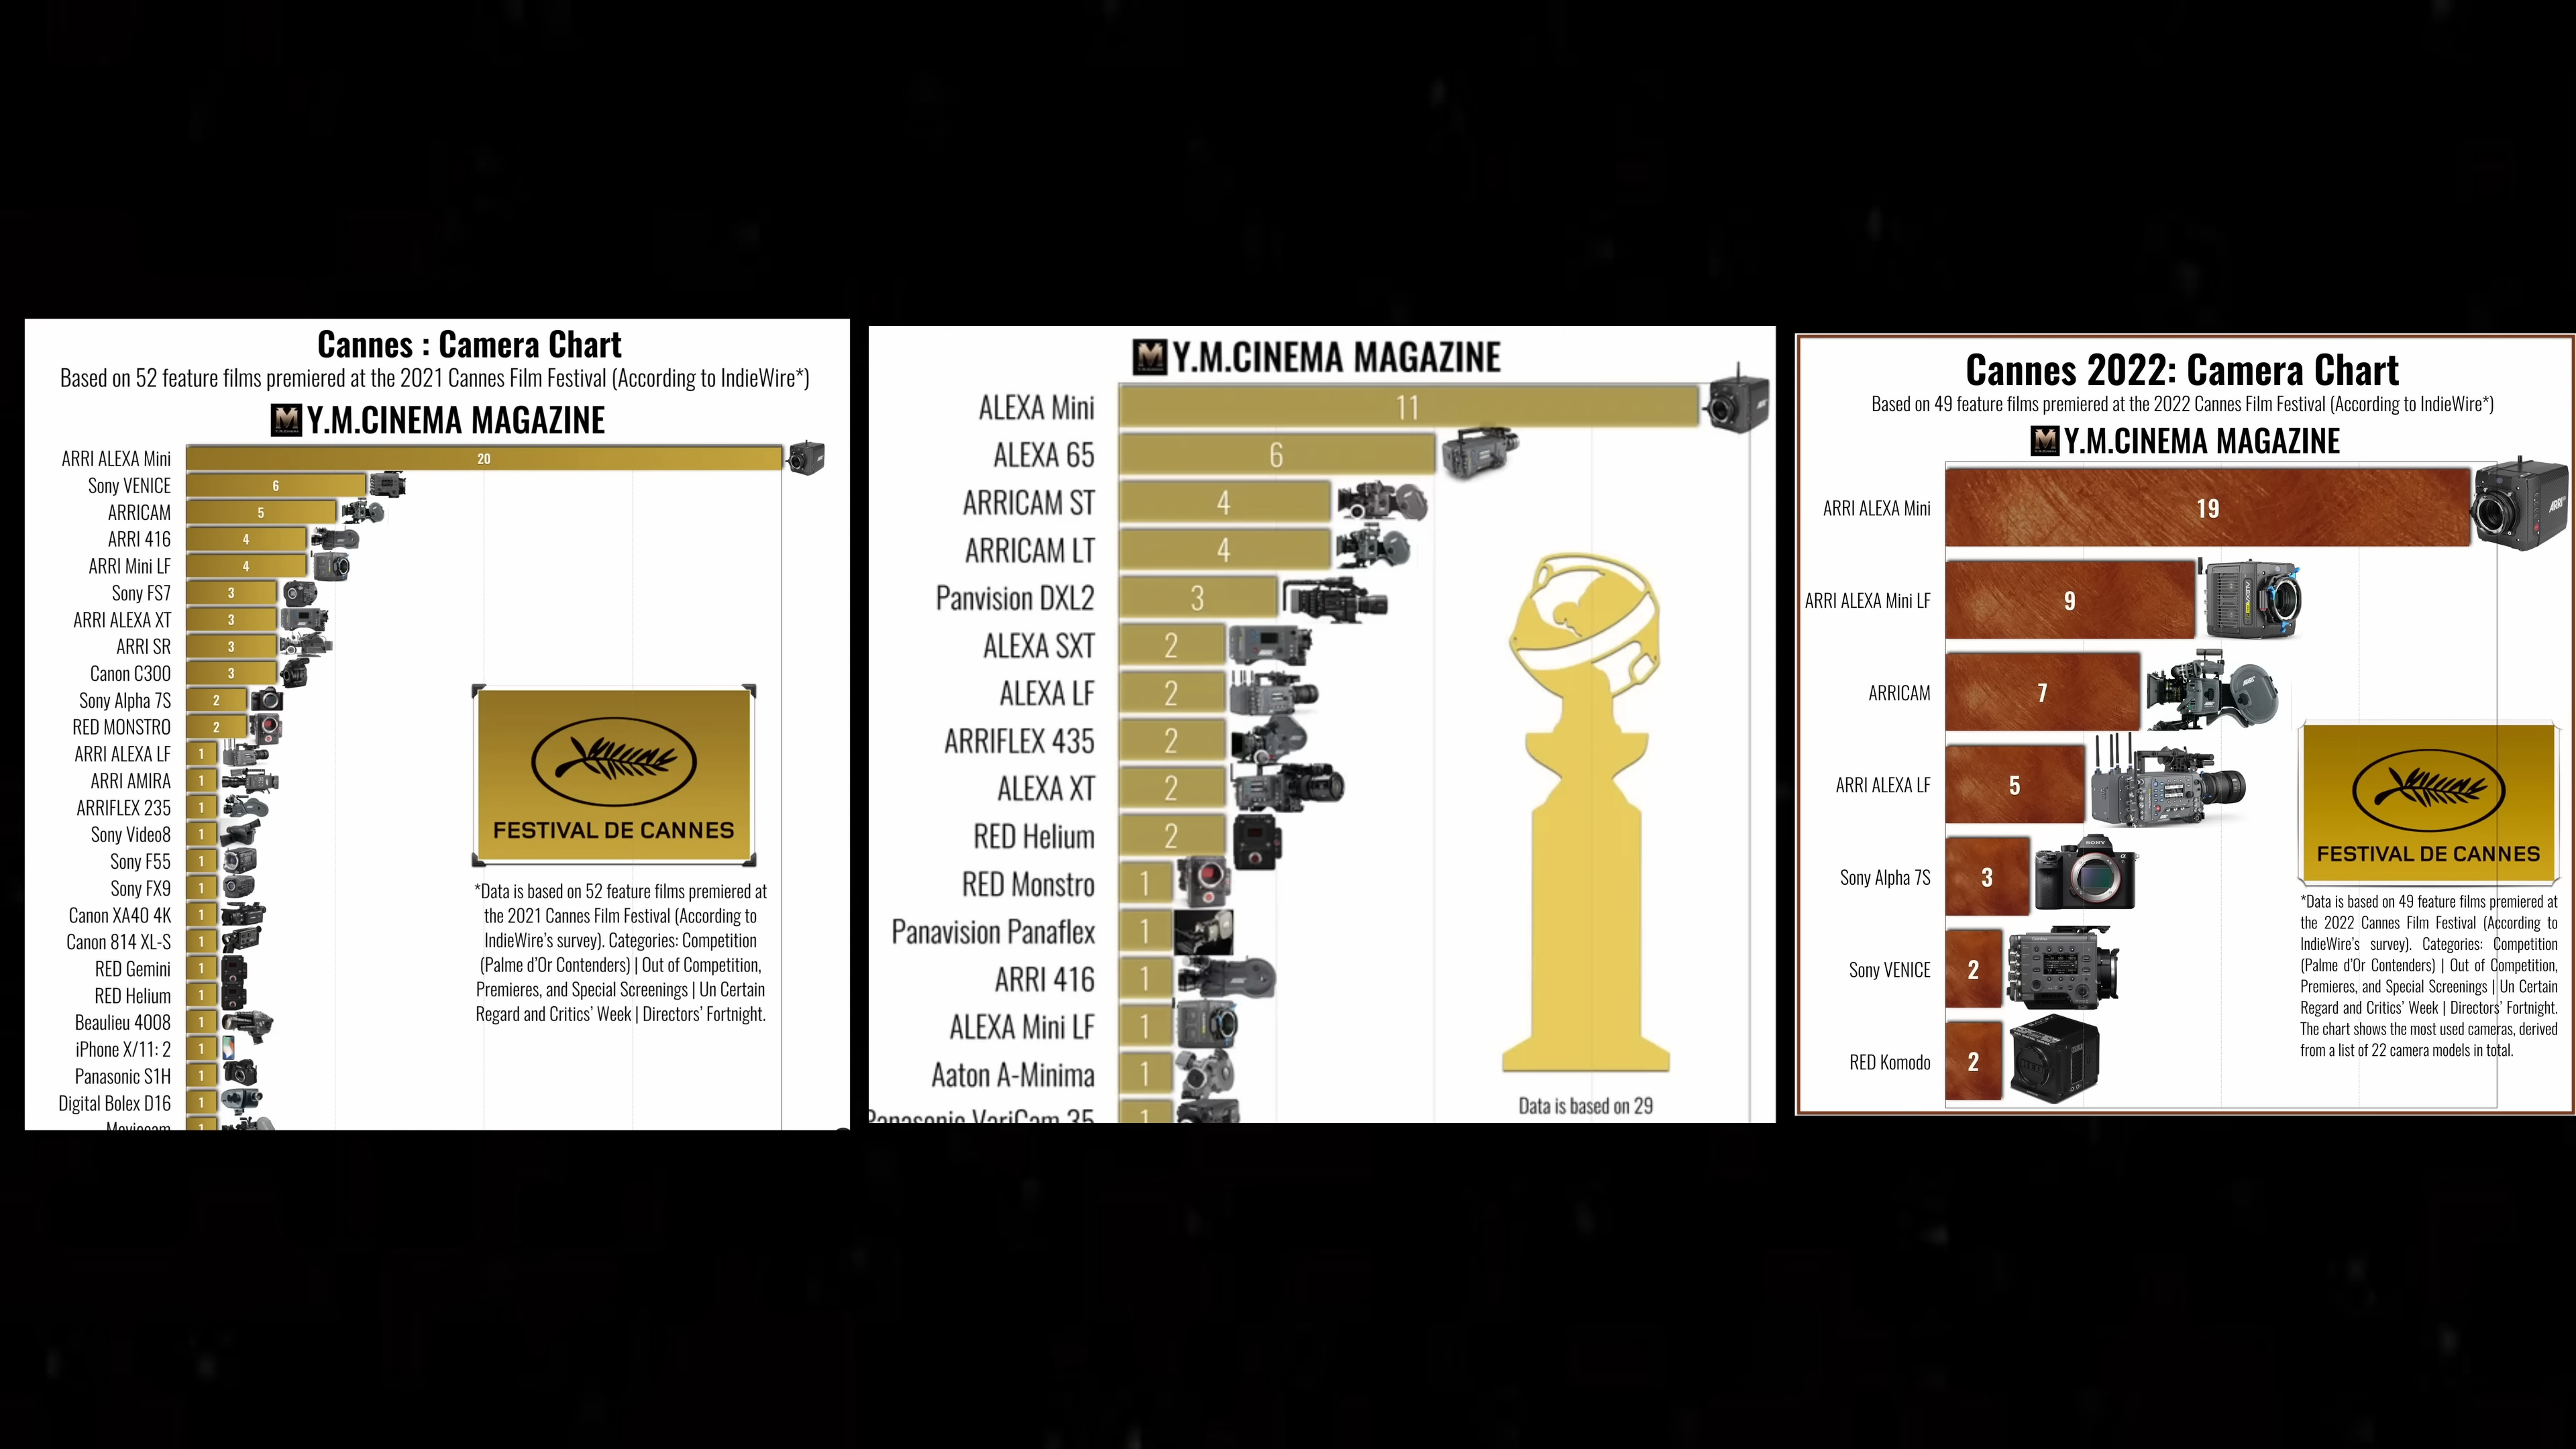 Cannes : Camera Chart
Based on 52 feature films premiered at the 2021 Cannes Film Festival (According to IndieWire*)
Y.M.CINEMA MAGAZINE
ARRI ALEXA Mini 20
Sony VENICE 6
ARRICAM 5
ARRI 416 4
ARRI Mini LF 4
Sony FS7 3
ARRI ALEXA XT 3
ARRI SR 3
Canon C300 3
Sony Alpha 7S 2
RED MONSTRO 2
ARRI ALEXA LF 1
ARRI AMIRA 1
ARRIFLEX 235 1
Sony Video8 1
Sony F55 1
Sony FX9 1
Canon XA40 4K 1
Canon 814 XL-S 1
RED Gemini 1
RED Helium 1
Beaulieu 4008 1
iPhone X/11: 2 1
Panasonic S1H 1
Digital Bolex D16 1
Moviecam 1
FESTIVAL DE CANNES
*Data is based on 52 feature films premiered at
the 2021 Cannes Film Festival (According to
IndieWire's survey). Categories: Competition
(Palme d'Or Contenders) | Out of Competition,
Premieres, and Special Screenings | Un Certain
Regard and Critics' Week | Directors' Fortnight.
Y.M.CINEMA MAGAZINE
ALEXA Mini 11
ALEXA 65 6
ARRICAM ST 4
ARRICAM LT 4
Panvision DXL2 3
ALEXA SXT 2
ALEXA LF 2
ARRIFLEX 435 2
ALEXA XT 2
RED Helium 2
RED Monstro 1
Panavision Panaflex 1
ARRI 416 1
ALEXA Mini LF 1
Aaton A-Minima 1
Panasonic VariCam 35 1
Data is based on 29
Cannes 2022: Camera Chart
Based on 49 feature films premiered at the 2022 Cannes Film Festival (According to IndieWire*)
Y.M.CINEMA MAGAZINE
ARRI ALEXA Mini 19
ARRI ALEXA Mini LF 9
ARRICAM 7
ARRI ALEXA LF 5
Sony Alpha 7S 3
Sony VENICE 2
RED Komodo 2
FESTIVAL DE CANNES
*Data is based on 49 feature films premiered at
the 2022 Cannes Film Festival (According to
IndieWire's survey). Categories: Competition
(Palme d'Or Contenders) | Out of Competition,
Premieres, and Special Screenings | Un Certain
Regard and Critics' Week | Directors' Fortnight.
The chart shows the most used cameras, derived
from a list of 22 camera models in total.